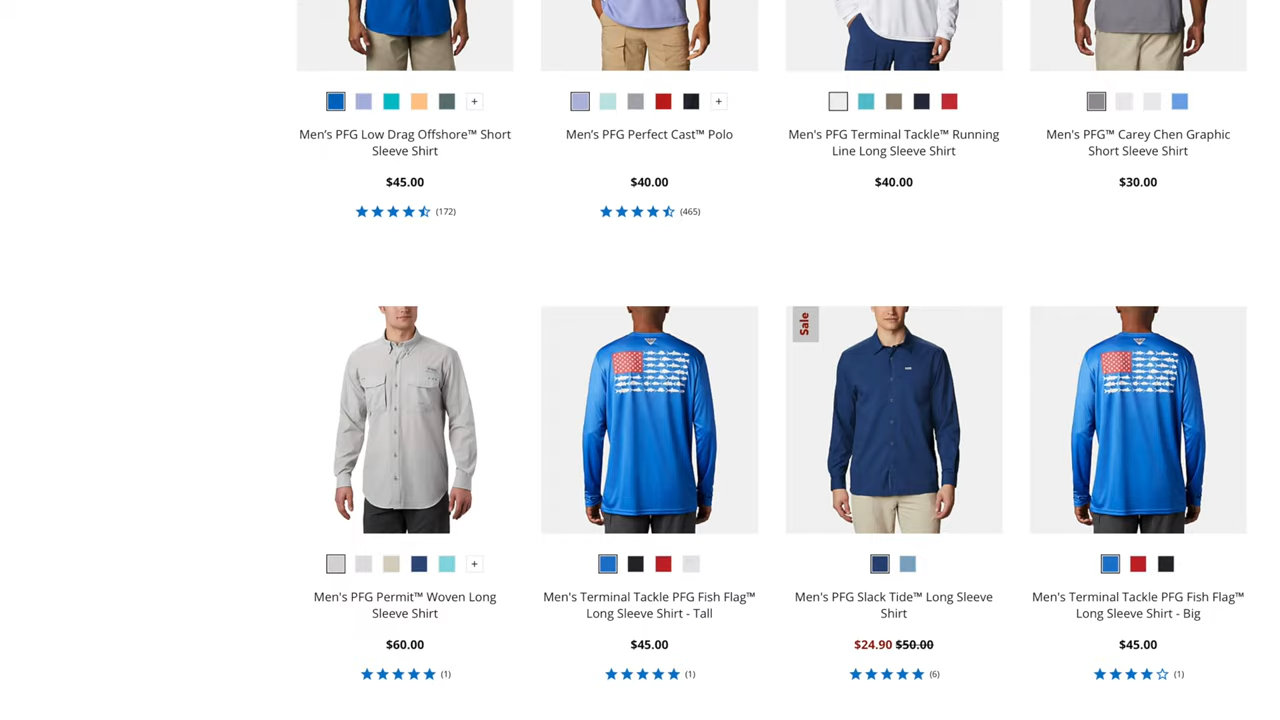 +
+
Men's PFG Low Drag Offshore™ Short
Sleeve Shirt
Men's PFG Perfect Cast™ Polo
Men's PFG Terminal Tackle™ Running
Line Long Sleeve Shirt
Men's PFG™ Carey Chen Graphic
Short Sleeve Shirt
$45.00
$40.00
$40.00
$30.00
(172)
(465)
Sale
+
Men's PFG Permit™ Woven Long
Sleeve Shirt
Men's Terminal Tackle PFG Fish Flag™
Long Sleeve Shirt - Tall
Men's PFG Slack Tide™ Long Sleeve
Shirt
Men's Terminal Tackle PFG Fish Flag™
Long Sleeve Shirt - Big
$60.00
$45.00
$24.90 $50.00
$45.00
(1)
(1)
(6)
(1)